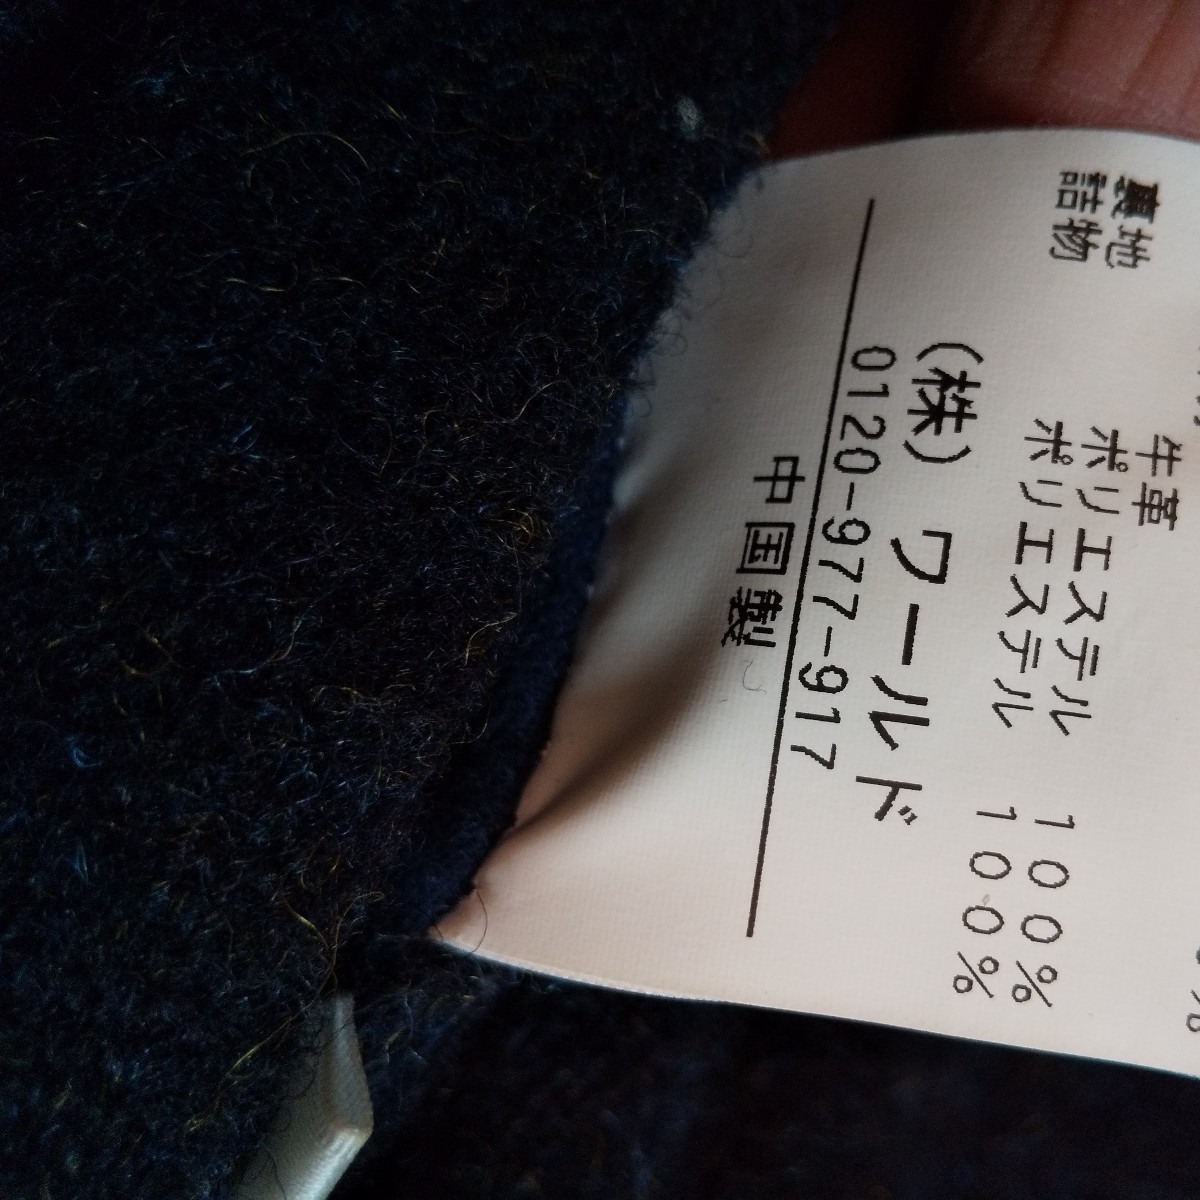 牛革
裏地 ポリエステル 100%
詰物 ポリエステル 100%
(株) ワールド
0120-977-917
中国製